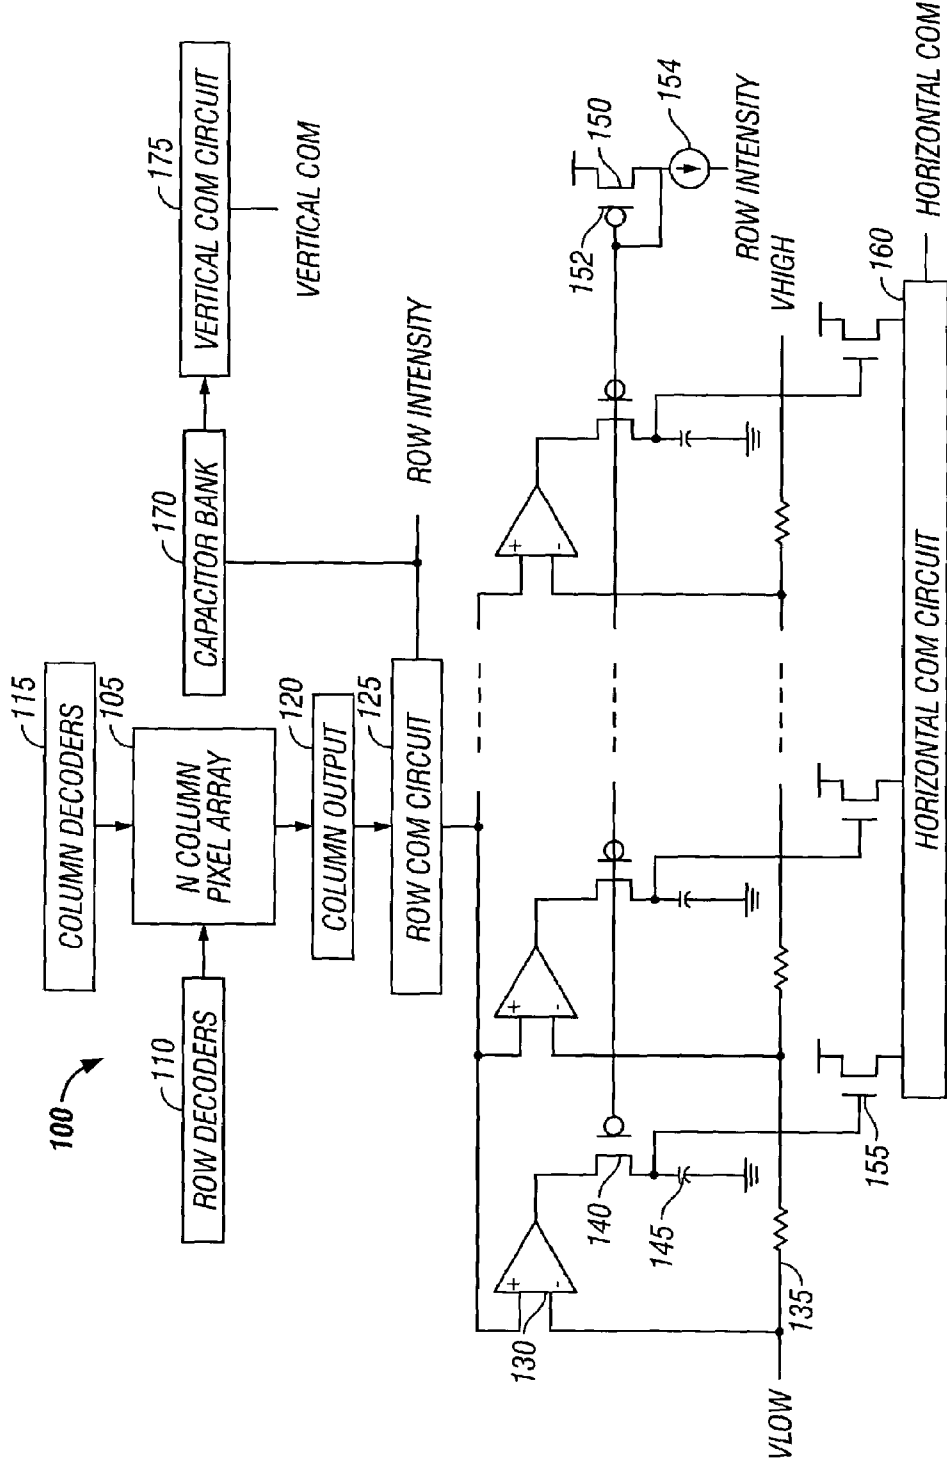 100
115
COLUMN DECODERS
110
ROW DECODERS
105
N COLUMN
PIXEL ARRAY
170
CAPACITOR BANK
175
VERTICAL COM CIRCUIT
VERTICAL COM
120
COLUMN OUTPUT
125
ROW COM CIRCUIT
ROW INTENSITY
130
+
-
+
-
+
-
140
145
152
150
154
ROW INTENSITY
VLOW
135
VHIGH
155
160
HORIZONTAL COM CIRCUIT
HORIZONTAL COM